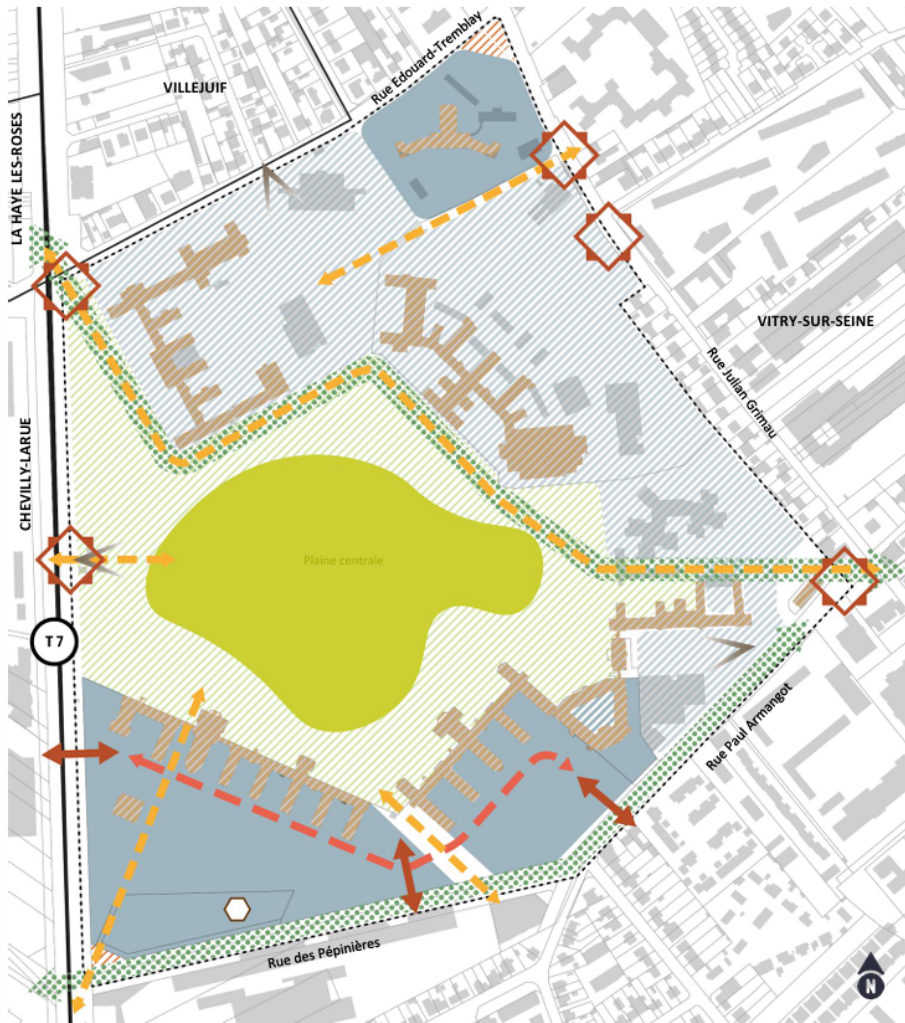 Rue Edouard-Tremblay
VILLEJUIF
LA HAYE LES-ROSES
VITRY-SUR-SEINE
Rue Julian Grimau
CHEVILLY-LARUE
Plaine centrale
T 7
Rue Paul Armangot
Rue des Pépinières
N